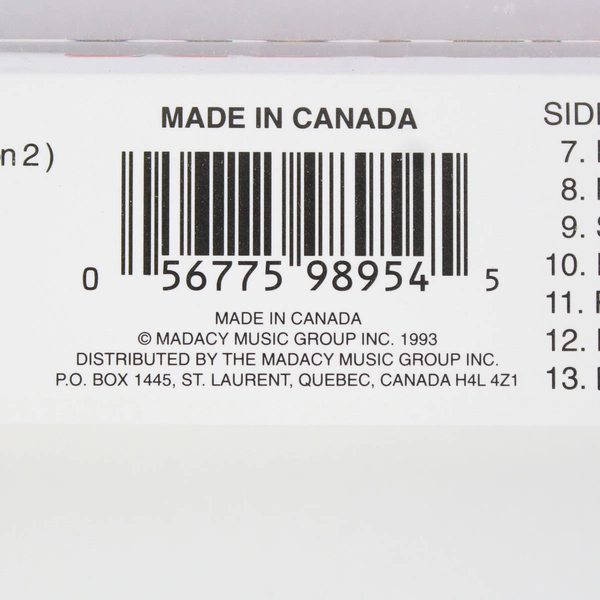 MADE IN CANADA
n2)
0 56775 98954 5
MADE IN CANADA
© MADACY MUSIC GROUP INC. 1993
DISTRIBUTED BY THE MADACY MUSIC GROUP INC.
P.O. BOX 1445, ST. LAURENT, QUEBEC, CANADA H4L 4Z1
SID
7.
8.
9.
10.
11.
12.
13.